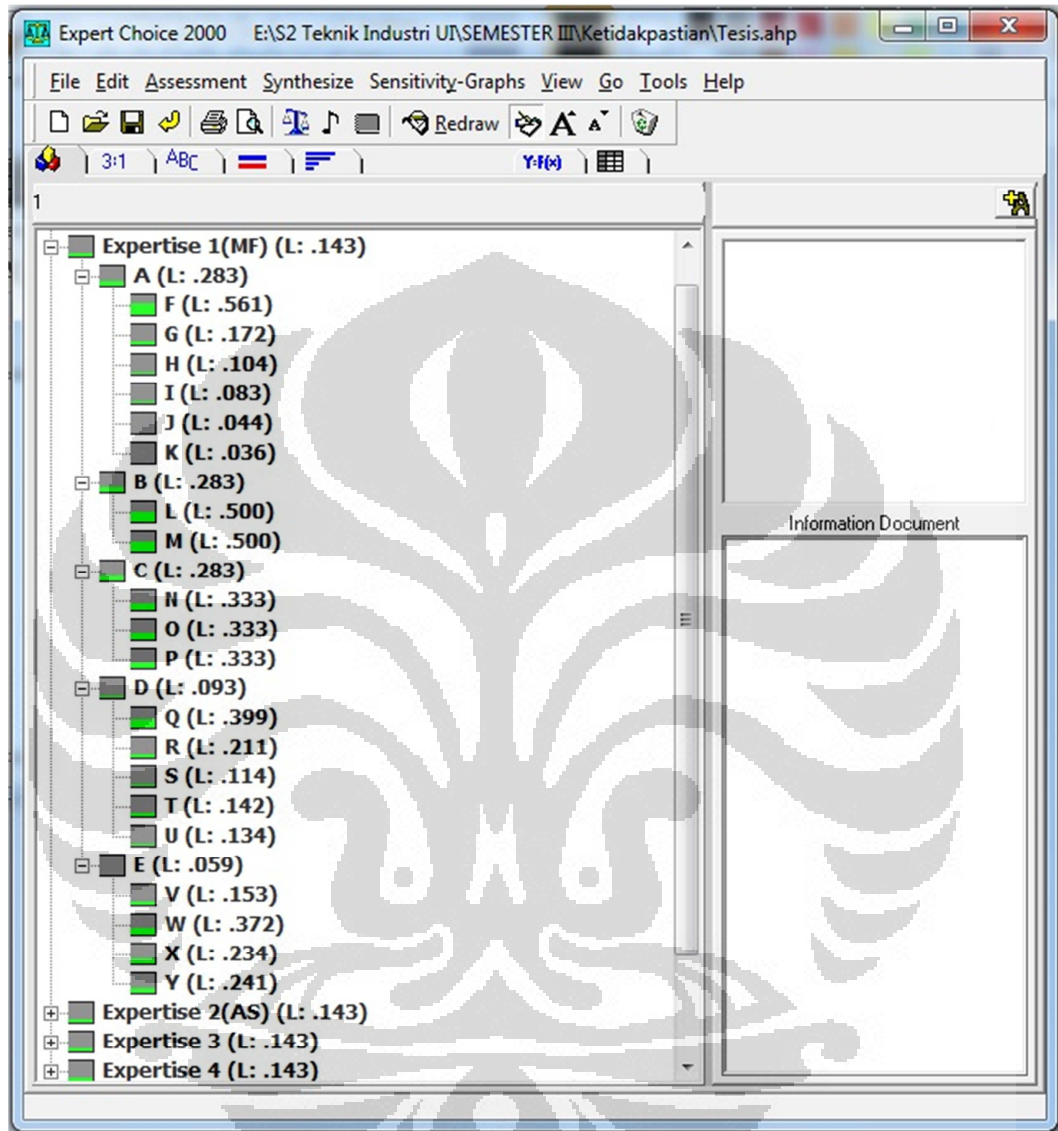 Expert Choice 2000 E:\S2 Teknik Industri UI\SEMESTER III\Ketidakpastian\Tesis.ahp
File Edit Assessment Synthesize Sensitivity-Graphs View Go Tools Help
Redraw A A
3:1 ABC Y=F(x)
1
Expertise 1(MF) (L: .143)
A (L: .283)
F (L: .561)
G (L: .172)
H (L: .104)
I (L: .083)
J (L: .044)
K (L: .036)
B (L: .283)
L (L: .500)
M (L: .500)
C (L: .283)
N (L: .333)
O (L: .333)
P (L: .333)
D (L: .093)
Q (L: .399)
R (L: .211)
S (L: .114)
T (L: .142)
U (L: .134)
E (L: .059)
V (L: .153)
W (L: .372)
X (L: .234)
Y (L: .241)
Expertise 2(AS) (L: .143)
Expertise 3 (L: .143)
Expertise 4 (L: .143)
Information Document